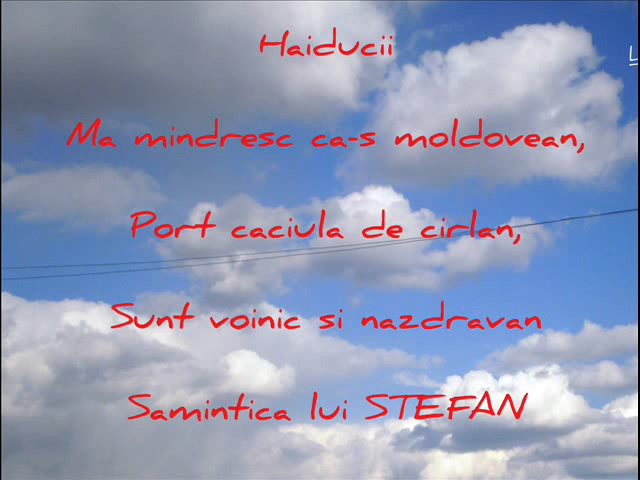 Haiducii
Ma mindresc ca-s moldovean,
Port caciula de cirlan,
Sunt voinic si nazdravan
Samintica lui STEFAN